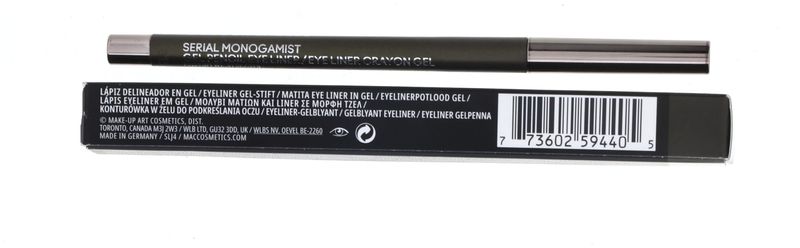 SERIAL MONOGAMIST
GEL PENCIL EYE LINER / EYE LINER CRAYON GEL
LÁPIZ DELINEADOR EN GEL / EYELINER GEL-STIFT / MATITA EYE LINER IN GEL / EYELINERPOTLOOD GEL /
LÁPIS EYELINER EM GEL / ΜΟΛΥΒΙ ΜΑΤΙΩΝ ΚΑΙ LINER ΣΕ ΜΟΡΦΗ ΤΖΕΛ /
KONTURÓWKA W ŻELU DO PODKREŚLANIA OCZU / EYELINER-GELBLYANT / GELBLYANT EYELINER / EYELINER GELPENNA
© MAKE-UP ART COSMETICS, DIST.
TORONTO, CANADA M3J 2W3 / WLB LTD, GU32 3DD, UK / WLBS NV. OEVEL BE-2260
MADE IN GERMANY / SLJ4 / MACCOSMETICS.COM
7 73602 59440 5